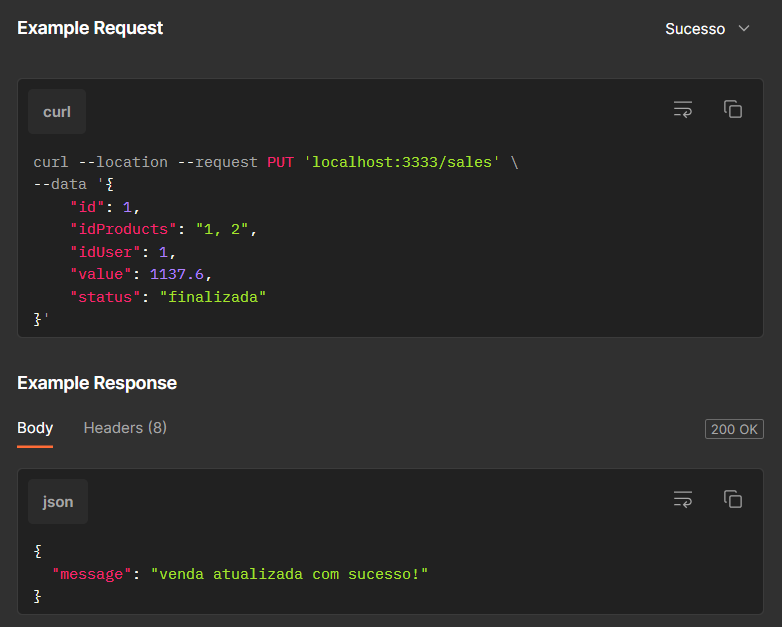 Example Request
Sucesso
curl
curl --location --request PUT 'localhost:3333/sales' \
--data '{
    "id": 1,
    "idProducts": "1, 2",
    "idUser": 1,
    "value": 1137.6,
    "status": "finalizada"
}'
Example Response
Body Headers (8) 200 OK
json
{
  "message": "venda atualizada com sucesso!"
}